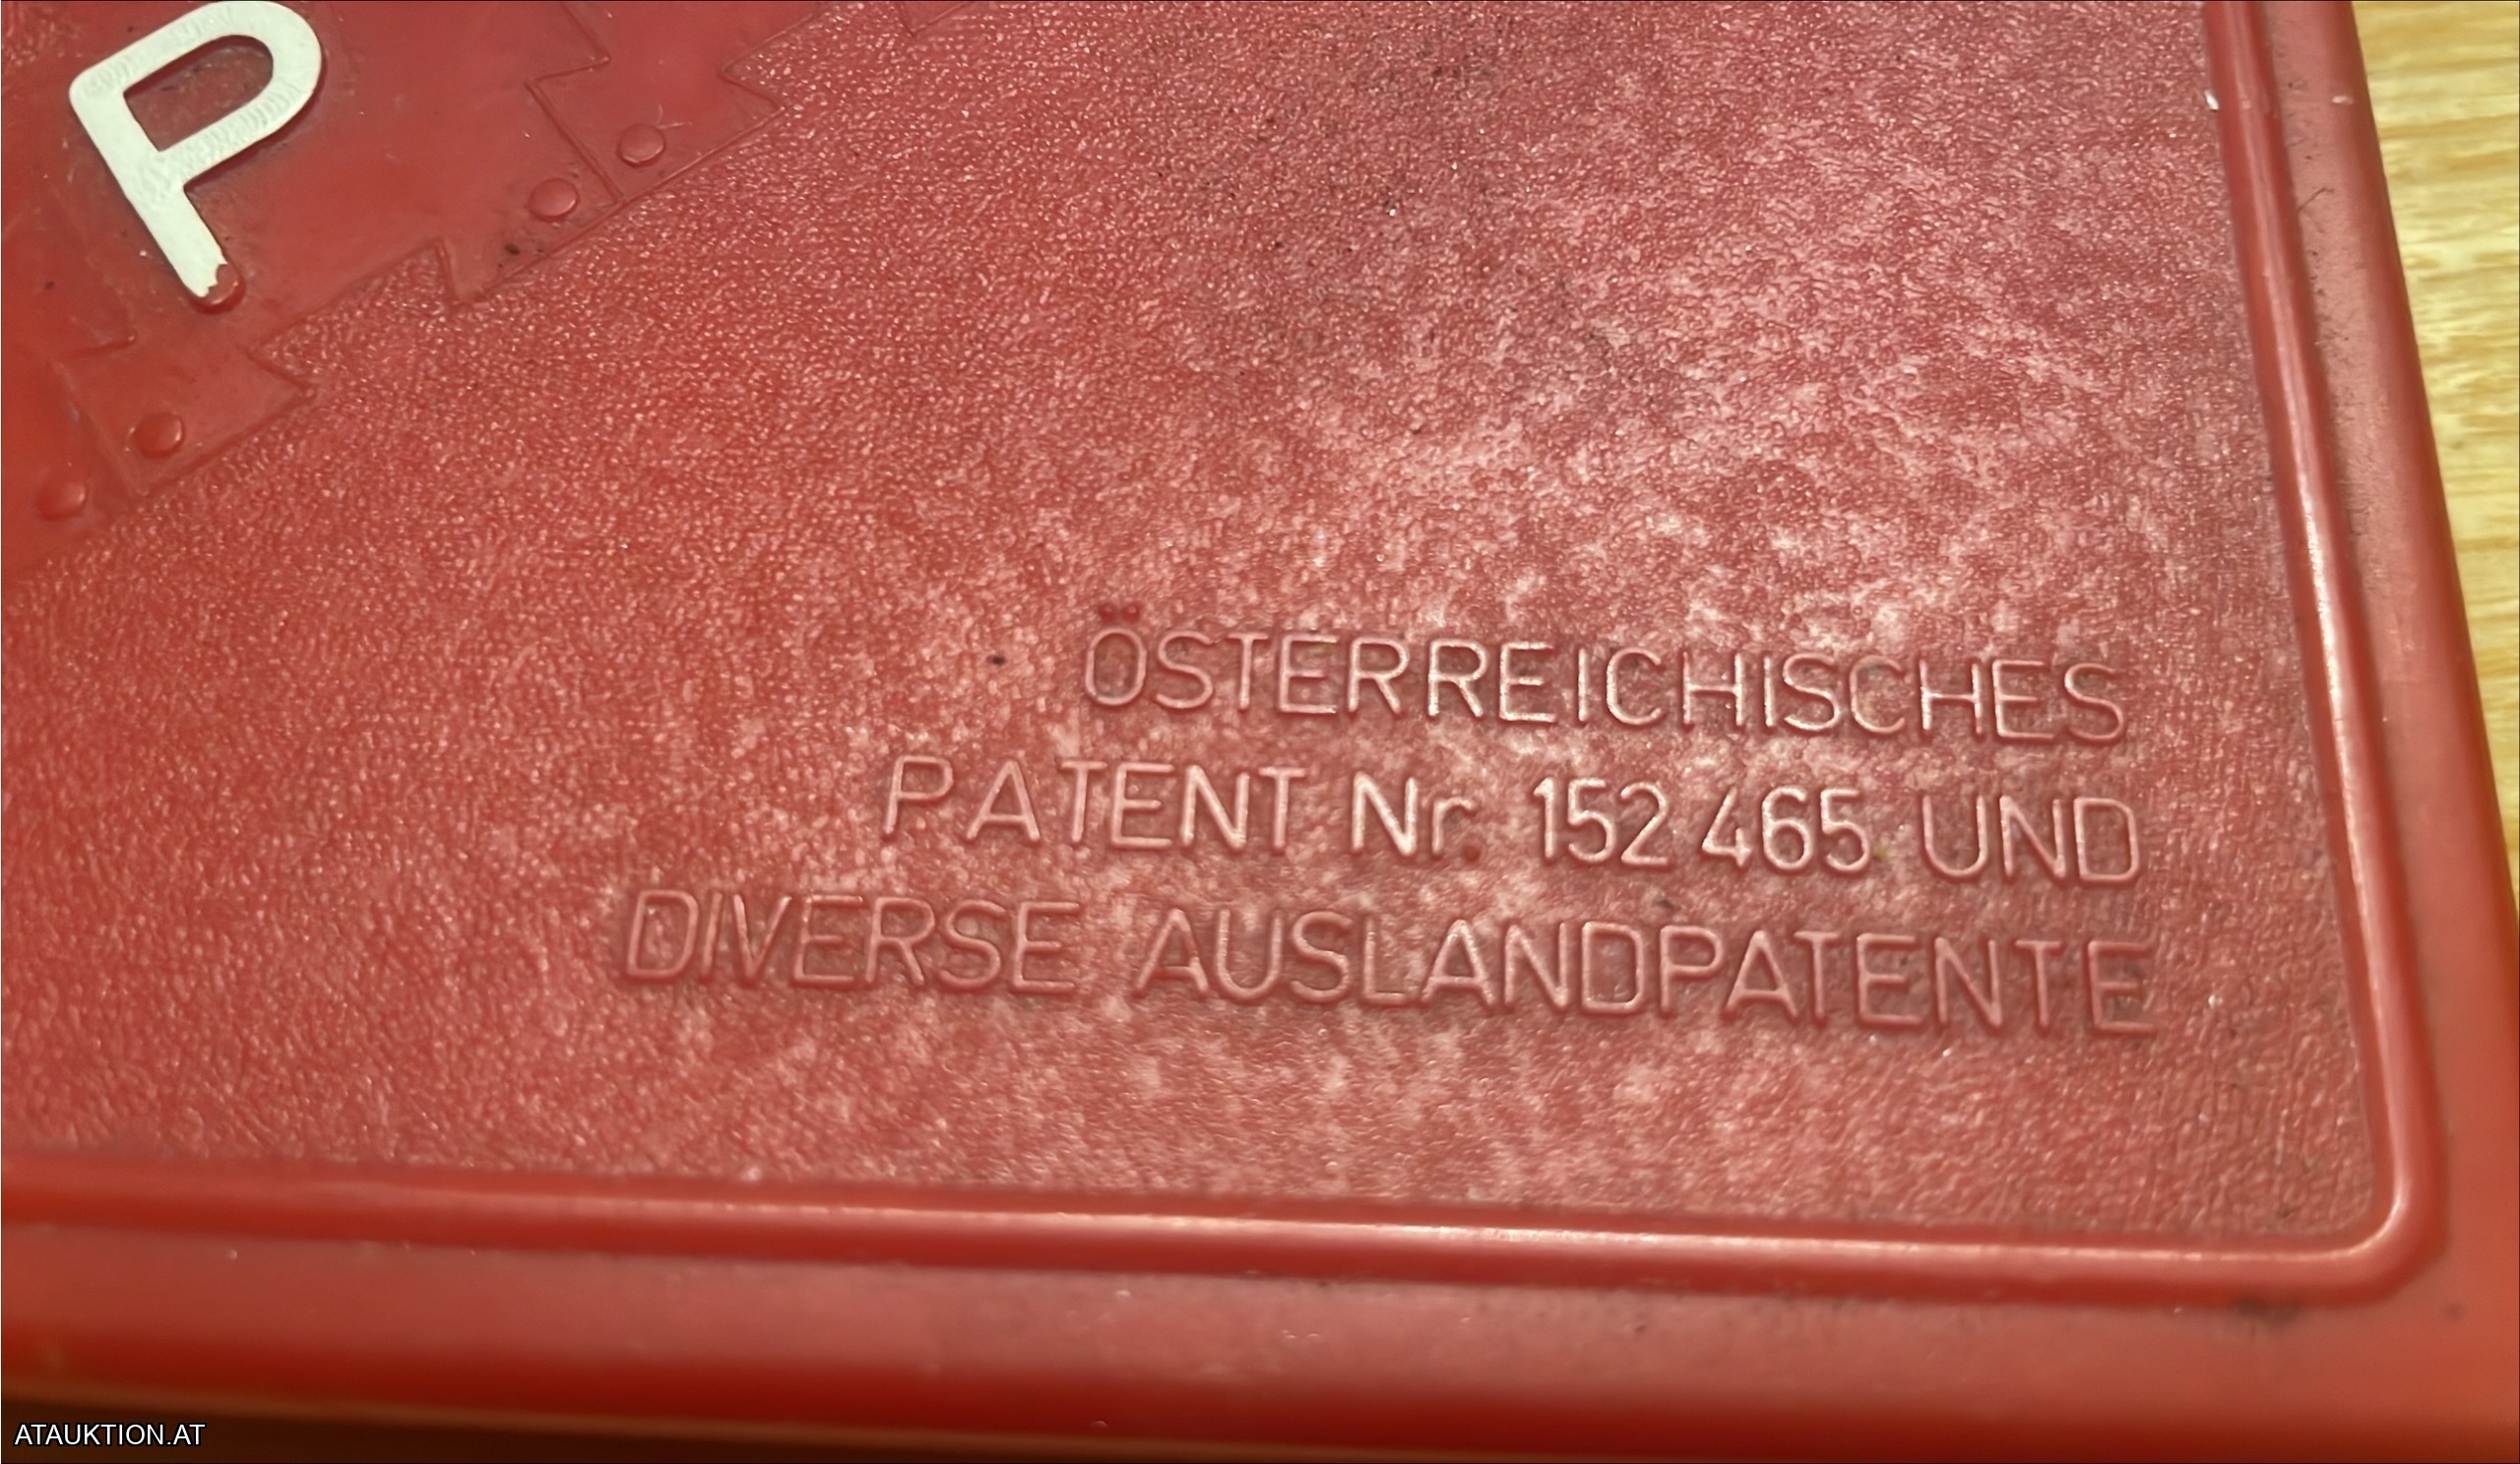 P
ÖSTERREICHISCHES
PATENT Nr. 152 465 UND
DIVERSE AUSLANDPATENTE
ATAUKTION.AT